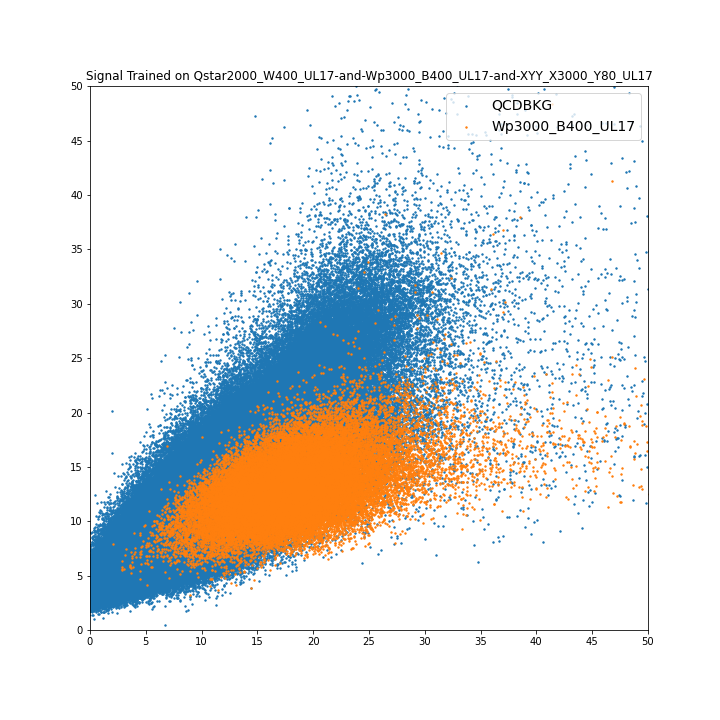 Signal Trained on Qstar2000_W400_UL17-and-Wp3000_B400_UL17-and-XYY_X3000_Y80_UL17
QCDBKG
Wp3000_B400_UL17
50
45
40
35
30
25
20
15
10
5
0
0 5 10 15 20 25 30 35 40 45 50